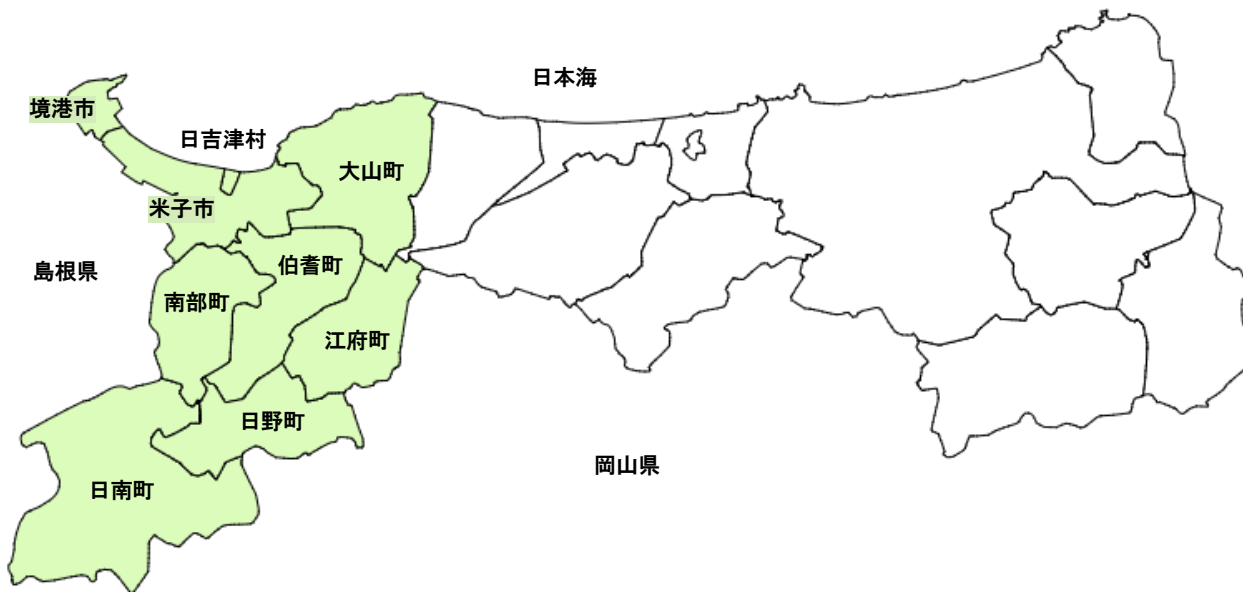 日本海
境港市
日吉津村
大山町
米子市
島根県
伯耆町
南部町
江府町
日野町
岡山県
日南町